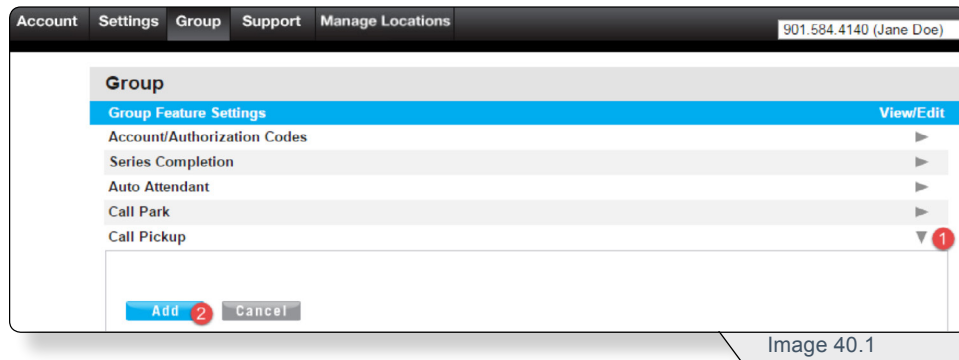 Account Settings Group Support Manage Locations
901.584.4140 (Jane Doe)
Group
Group Feature Settings View/Edit
Account/Authorization Codes
Series Completion
Auto Attendant
Call Park
Call Pickup 1
Add 2 Cancel
Image 40.1